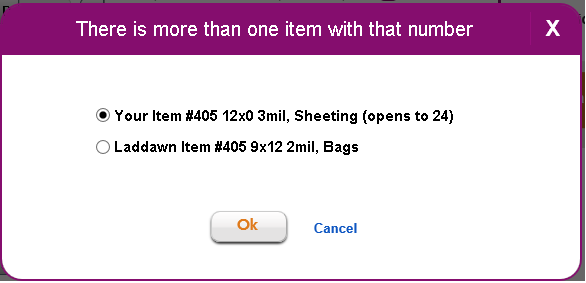 There is more than one item with that number
X
Your Item #405 12x0 3mil, Sheeting (opens to 24)
Laddawn Item #405 9x12 2mil, Bags
Ok
Cancel